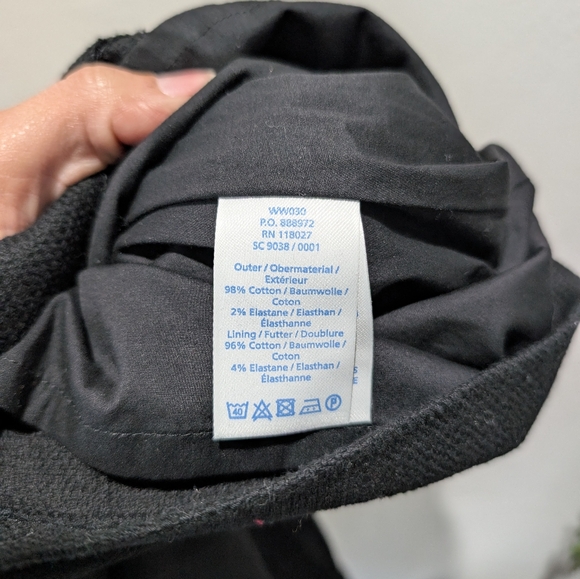 WW030
P.O. 888972
RN 118027
SC 9038 / 0001
Outer / Obermaterial /
Extérieur
98% Cotton / Baumwolle /
Coton
2% Elastane / Elasthan /
Élasthanne
Lining / Futter / Doublure
96% Cotton / Baumwolle /
Coton
4% Elastane / Elasthan /
Élasthanne
40 P
S
E